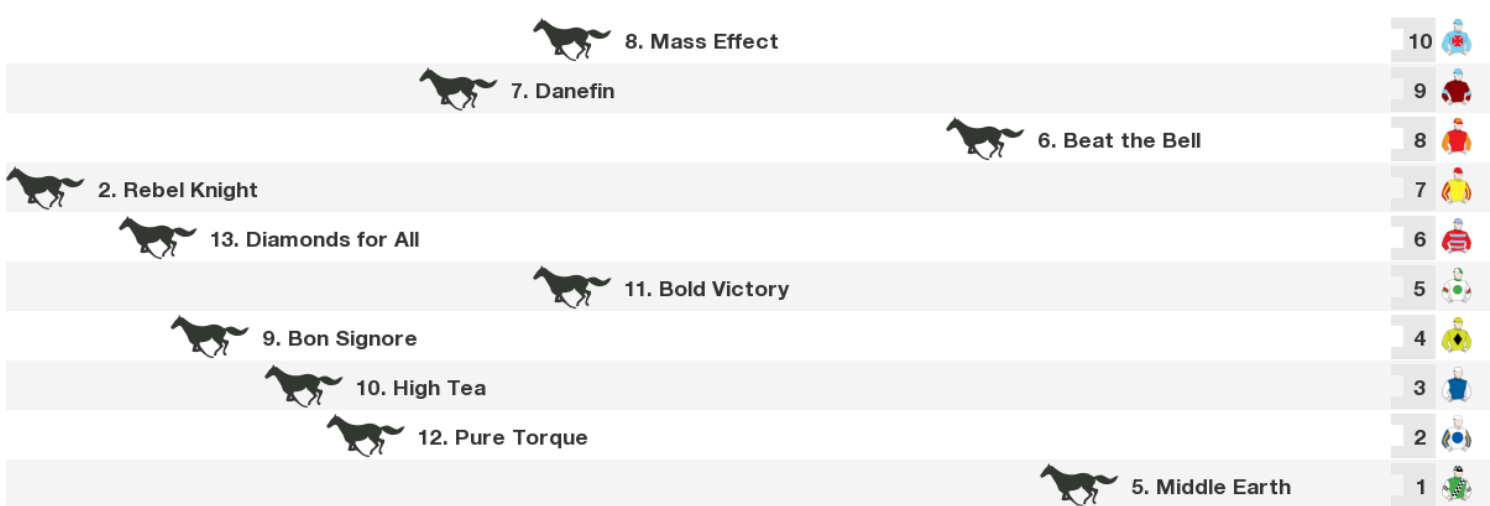 8. Mass Effect 10
7. Danefin 9
6. Beat the Bell 8
2. Rebel Knight 7
13. Diamonds for All 6
11. Bold Victory 5
9. Bon Signore 4
10. High Tea 3
12. Pure Torque 2
5. Middle Earth 1